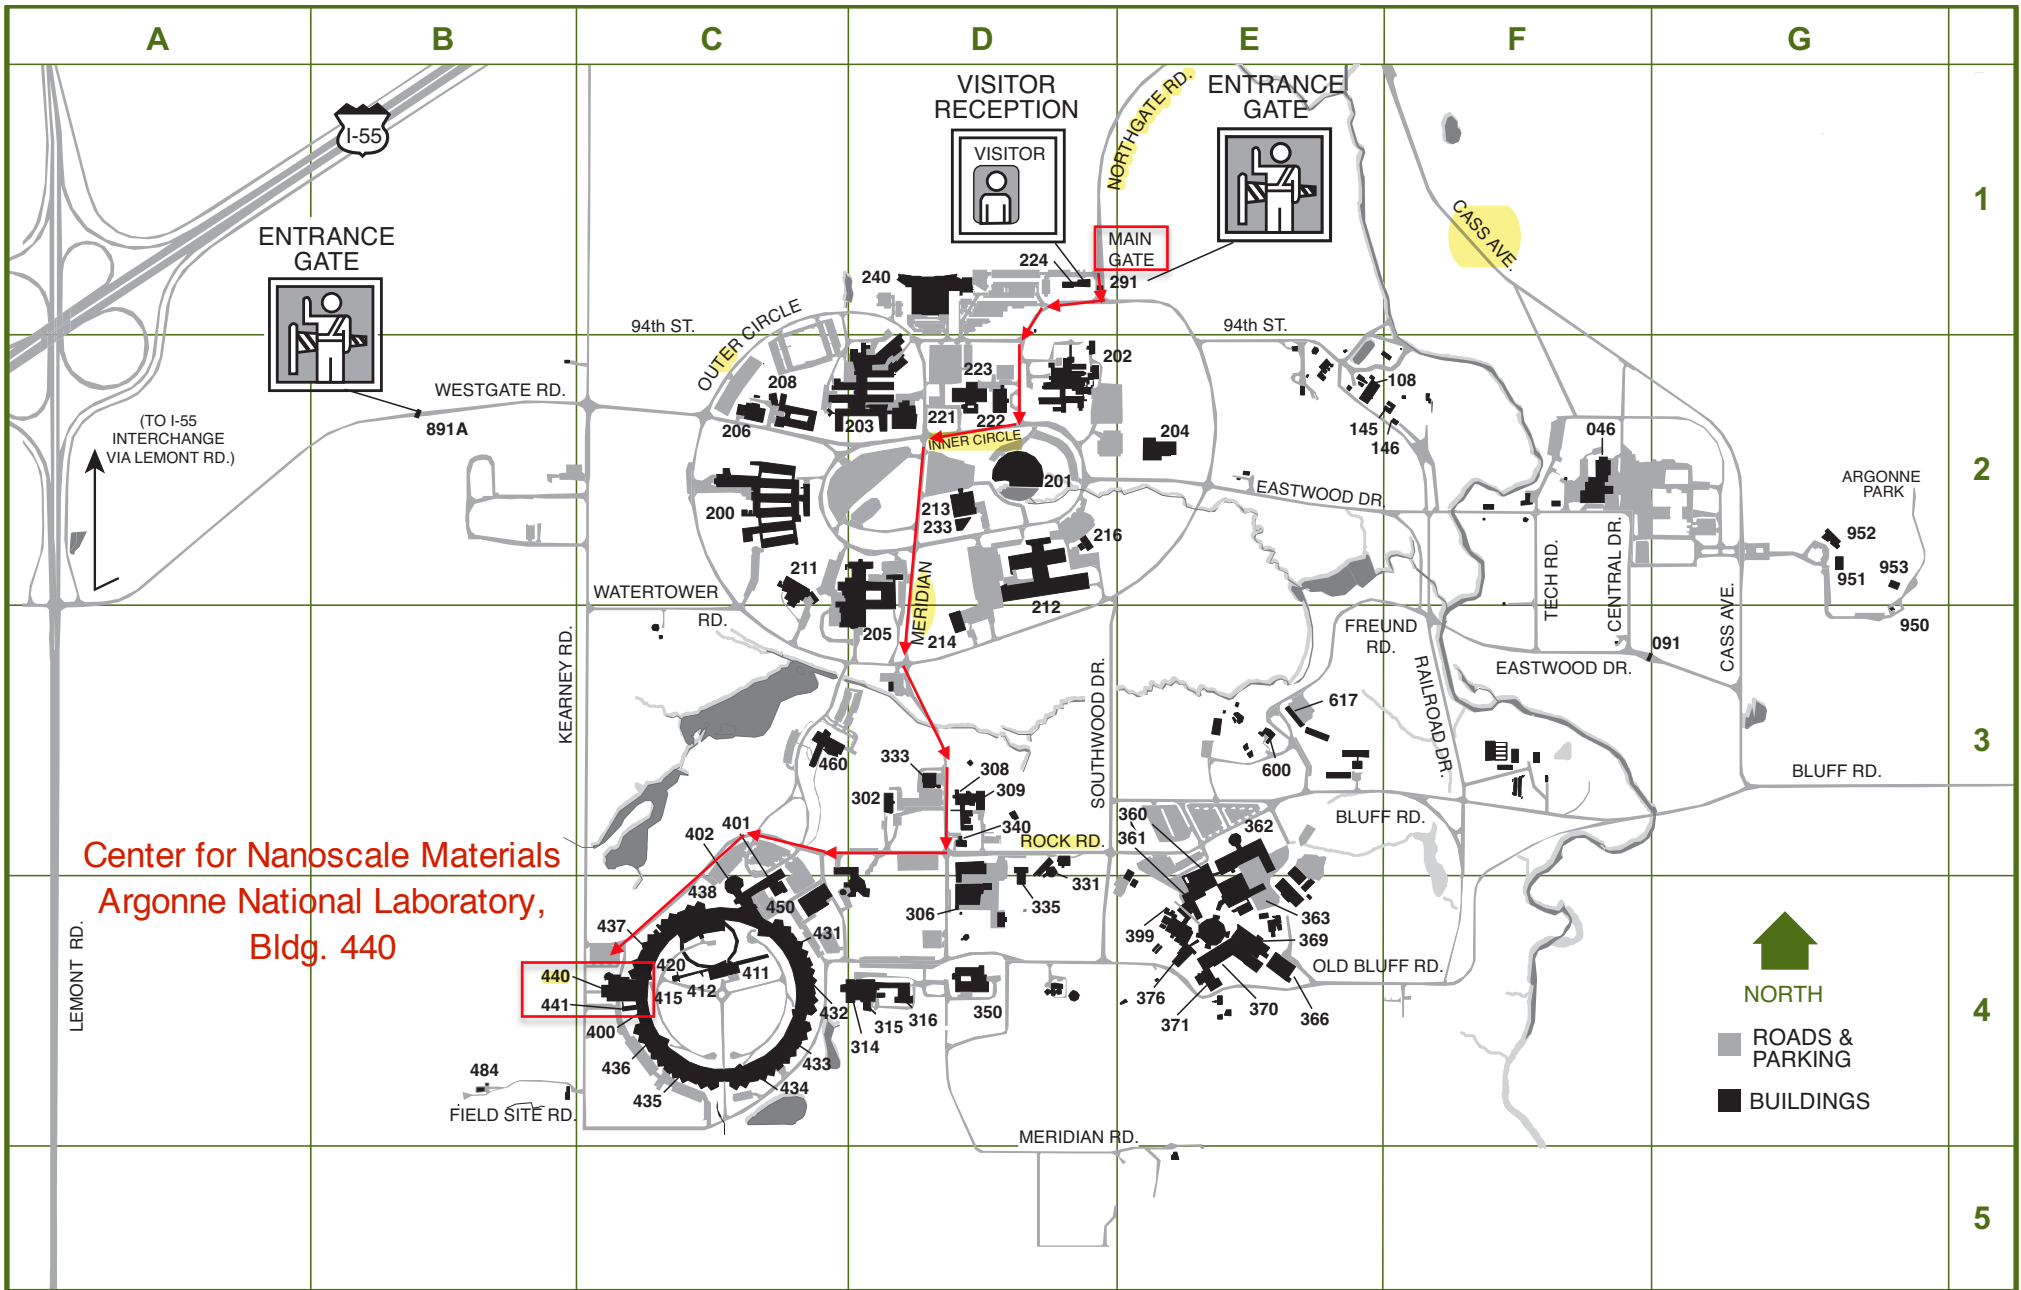 A
B
C
D
E
F
G
1
2
3
4
5
I-55
ENTRANCE
GATE
VISITOR
RECEPTION
VISITOR
NORTHGATE RD.
ENTRANCE
GATE
CASS AVE.
MAIN
GATE
224
291
240
OUTER CIRCLE
94th ST.
94th ST.
WESTGATE RD.
891A
(TO I-55
INTERCHANGE
VIA LEMONT RD.)
208
206
203
221
223
222
202
INNER CIRCLE
204
201
108
145
146
046
ARGONNE
PARK
EASTWOOD DR.
200
213
233
216
211
212
MERIDIAN
205
214
WATERTOWER
RD.
952
951
953
950
TECH RD.
CENTRAL DR.
CASS AVE.
091
FREUND
RD.
EASTWOOD DR.
RAILROAD DR.
KEARNEY RD.
SOUTHWOOD DR.
617
600
460
333
308
309
302
340
ROCK RD.
BLUFF RD.
BLUFF RD.
360
361
362
401
402
Center for Nanoscale Materials
Argonne National Laboratory,
Bldg. 440
438
450
437
431
306
335
331
363
399
369
OLD BLUFF RD.
376
371
370
366
440
441
420
411
415
412
400
432
315
316
314
350
433
436
434
435
LEMONT RD.
484
FIELD SITE RD.
MERIDIAN RD.
NORTH
ROADS &
PARKING
BUILDINGS